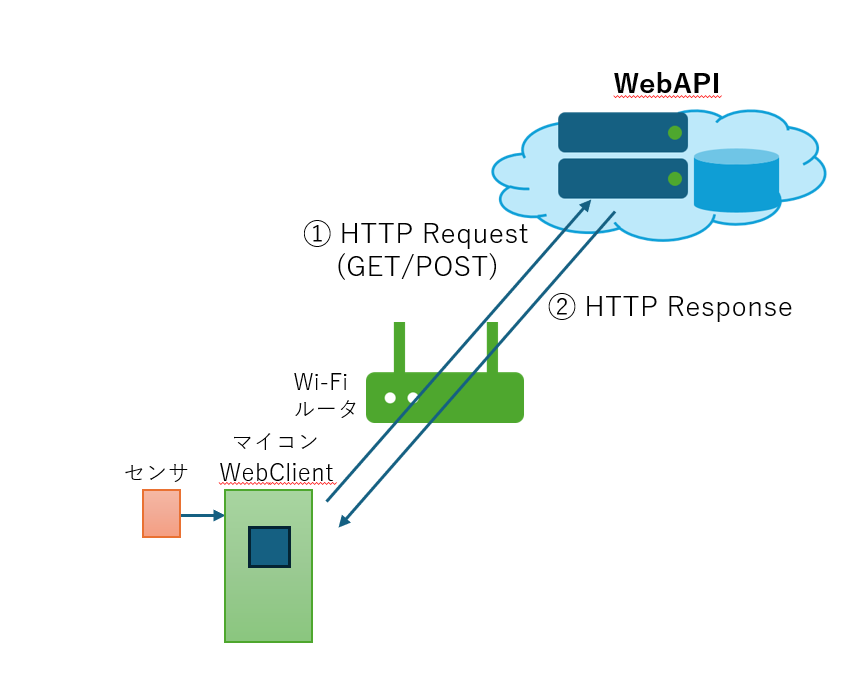 WebAPI
① HTTP Request
(GET/POST)
② HTTP Response
Wi-Fi
ルータ
マイコン
センサ
WebClient